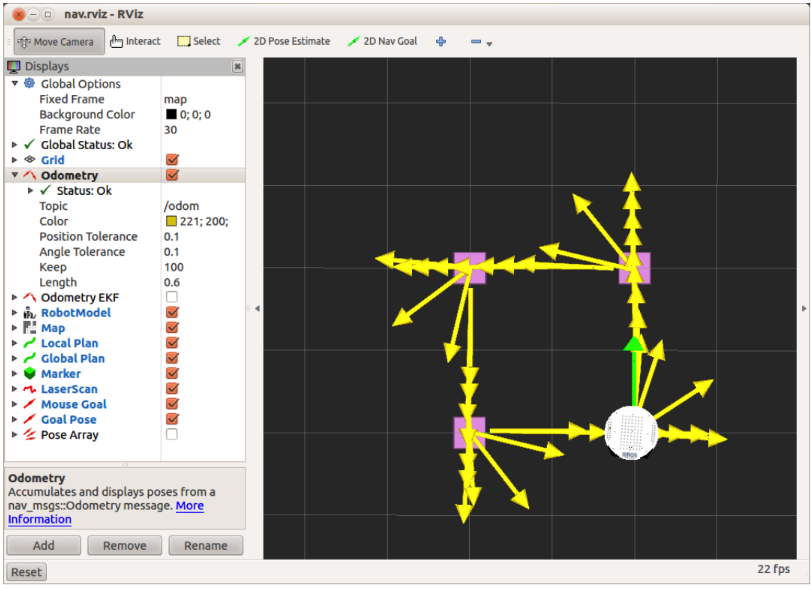 nav.rviz - RViz
Move Camera Interact Select 2D Pose Estimate 2D Nav Goal
Displays
Global Options
Fixed Frame map
Background Color 0; 0; 0
Frame Rate 30
Global Status: Ok
Grid
Odometry
Status: Ok
Topic /odom
Color 221; 200;
Position Tolerance 0.1
Angle Tolerance 0.1
Keep 100
Length 0.6
Odometry EKF
RobotModel
Map
Local Plan
Global Plan
Marker
LaserScan
Mouse Goal
Goal Pose
Pose Array
Odometry
Accumulates and displays poses from a
nav_msgs::Odometry message. More
Information
Add Remove Rename
Reset 22 fps